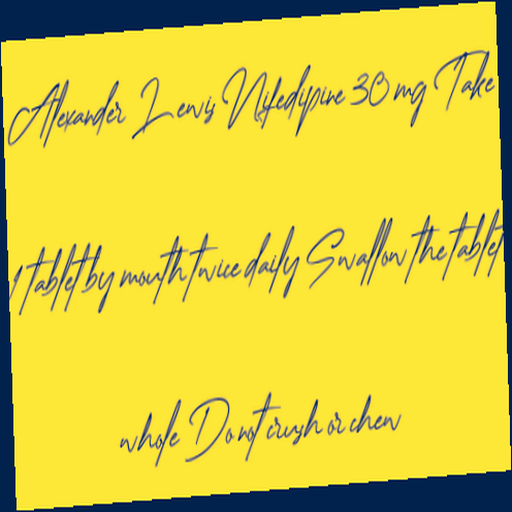 Alexander Lewis Nifedipine 30 mg Take
1 tablet by mouth twice daily Swallow the tablet
whole Do not crush or chew